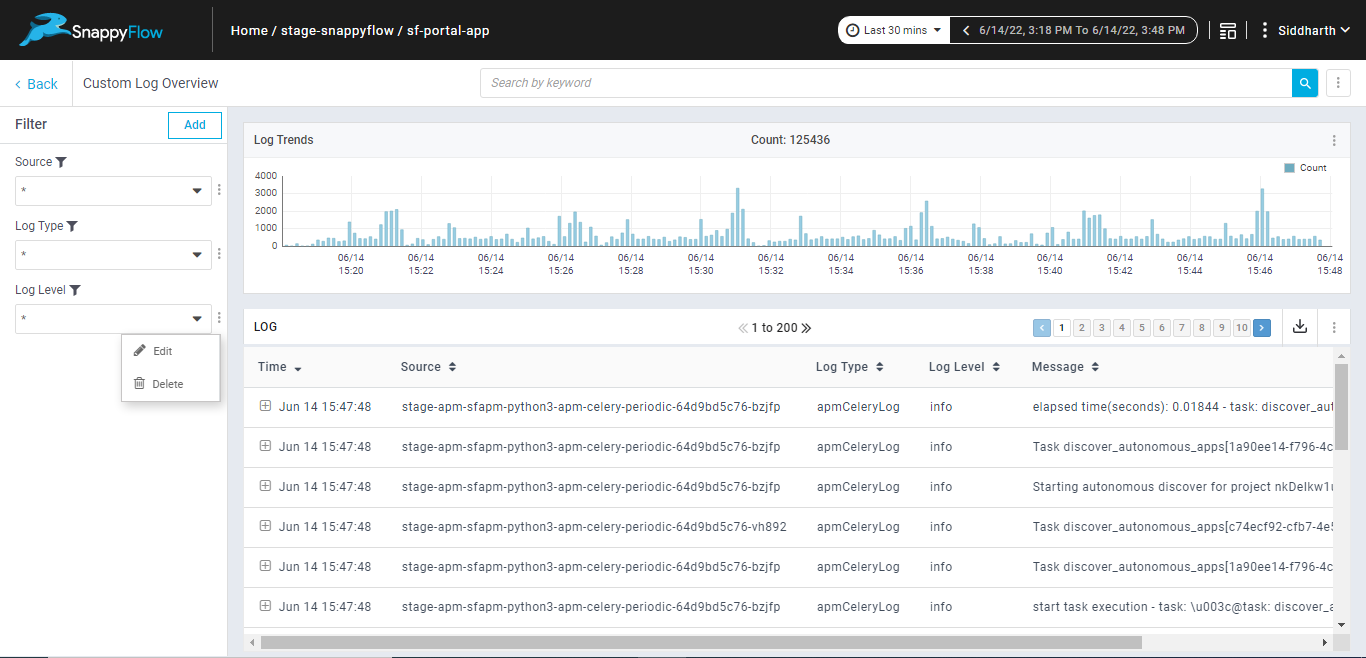 SnappyFlow
Home / stage-snappyflow / sf-portal-app
Last 30 mins
6/14/22, 3:18 PM To 6/14/22, 3:48 PM
Siddharth
Back
Custom Log Overview
Search by keyword
Filter
Add
Source
*
Log Type
*
Log Level
*
Edit
Delete
Log Trends
Count: 125436
Count
4000
3000
2000
1000
0
06/14 06/14 06/14 06/14 06/14 06/14 06/14 06/14 06/14 06/14 06/14 06/14 06/14 06/14 06/14
15:20 15:22 15:24 15:26 15:28 15:30 15:32 15:34 15:36 15:38 15:40 15:42 15:44 15:46 15:48
LOG
1 to 200
1 2 3 4 5 6 7 8 9 10
Time Source Log Type Log Level Message
Jun 14 15:47:48 stage-apm-sfapm-python3-apm-celery-periodic-64d9bd5c76-bzjfp apmCeleryLog info elapsed time(seconds): 0.01844 - task: discover_aut
Jun 14 15:47:48 stage-apm-sfapm-python3-apm-celery-periodic-64d9bd5c76-bzjfp apmCeleryLog info Task discover_autonomous_apps[1a90ee14-f796-4c
Jun 14 15:47:48 stage-apm-sfapm-python3-apm-celery-periodic-64d9bd5c76-bzjfp apmCeleryLog info Starting autonomous discover for project nkDelkw1u
Jun 14 15:47:48 stage-apm-sfapm-python3-apm-celery-periodic-64d9bd5c76-vh892 apmCeleryLog info Task discover_autonomous_apps[c74ecf92-cfb7-4e5
Jun 14 15:47:48 stage-apm-sfapm-python3-apm-celery-periodic-64d9bd5c76-bzjfp apmCeleryLog info Task discover_autonomous_apps[1a90ee14-f796-4c
Jun 14 15:47:48 stage-apm-sfapm-python3-apm-celery-periodic-64d9bd5c76-bzjfp apmCeleryLog info start task execution - task: \u003c@task: discover_a